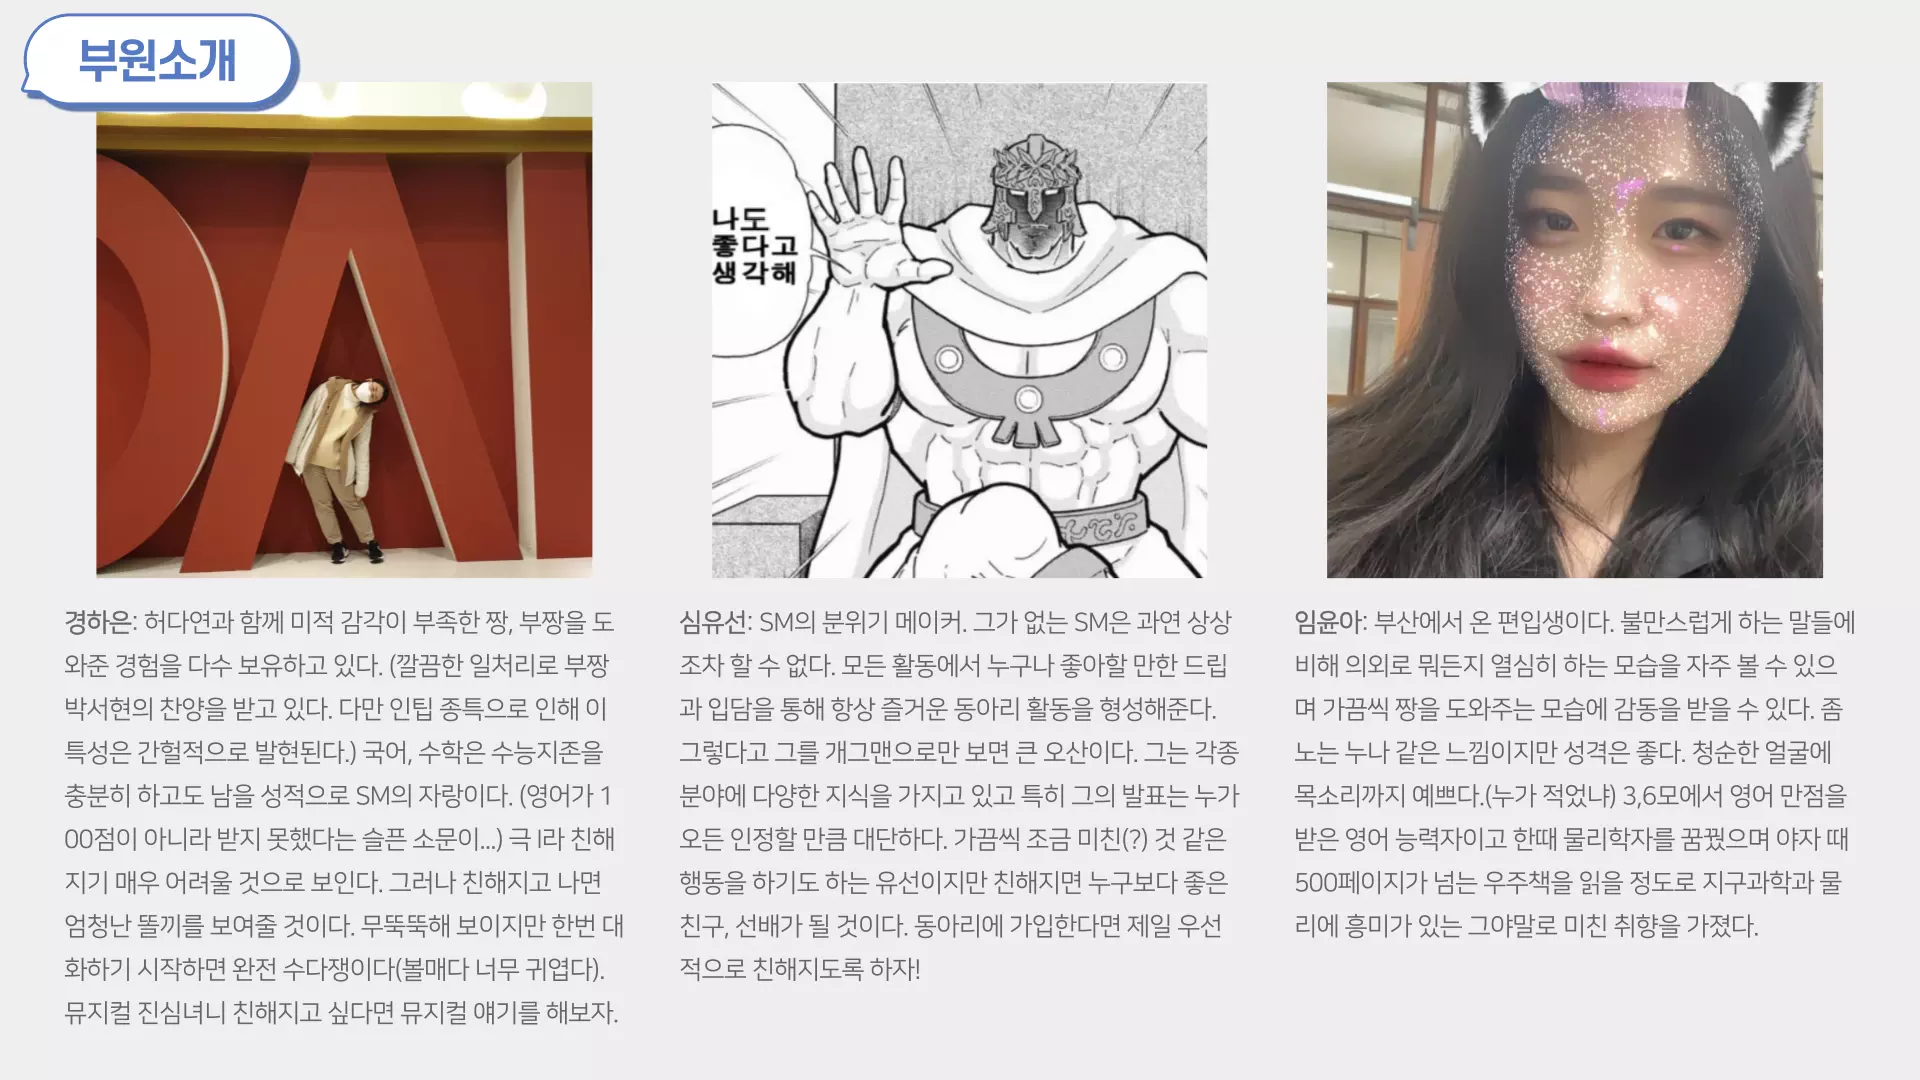 부원소개
나도
좋다고
생각해
경하은: 허다연과 함께 미적 감각이 부족한 짱, 부짱을 도
와준 경험을 다수 보유하고 있다. (깔끔한 일처리로 부짱
박서현의 찬양을 받고 있다. 다만 인팁 종특으로 인해 이
특성은 간헐적으로 발현된다.) 국어, 수학은 수능지존을
충분히 하고도 남을 성적으로 SM의 자랑이다. (영어가 1
00점이 아니라 받지 못했다는 슬픈 소문이...) 극 I라 친해
지기 매우 어려울 것으로 보인다. 그러나 친해지고 나면
엄청난 똘끼를 보여줄 것이다. 무뚝뚝해 보이지만 한번 대
화하기 시작하면 완전 수다쟁이다(볼매다 너무 귀엽다).
뮤지컬 진심녀니 친해지고 싶다면 뮤지컬 얘기를 해보자.
심유선: SM의 분위기 메이커. 그가 없는 SM은 과연 상상
조차 할 수 없다. 모든 활동에서 누구나 좋아할 만한 드립
과 입담을 통해 항상 즐거운 동아리 활동을 형성해준다.
그렇다고 그를 개그맨으로만 보면 큰 오산이다. 그는 각종
분야에 다양한 지식을 가지고 있고 특히 그의 발표는 누가
오든 인정할 만큼 대단하다. 가끔씩 조금 미친(?) 것 같은
행동을 하기도 하는 유선이지만 친해지면 누구보다 좋은
친구, 선배가 될 것이다. 동아리에 가입한다면 제일 우선
적으로 친해지도록 하자!
임윤아: 부산에서 온 편입생이다. 불만스럽게 하는 말들에
비해 의외로 뭐든지 열심히 하는 모습을 자주 볼 수 있으
며 가끔씩 짱을 도와주는 모습에 감동을 받을 수 있다. 좀
노는 누나 같은 느낌이지만 성격은 좋다. 청순한 얼굴에
목소리까지 예쁘다.(누가 적었냐) 3,6모에서 영어 만점을
받은 영어 능력자이고 한때 물리학자를 꿈꿨으며 야자 때
500페이지가 넘는 우주책을 읽을 정도로 지구과학과 물
리에 흥미가 있는 그야말로 미친 취향을 가졌다.